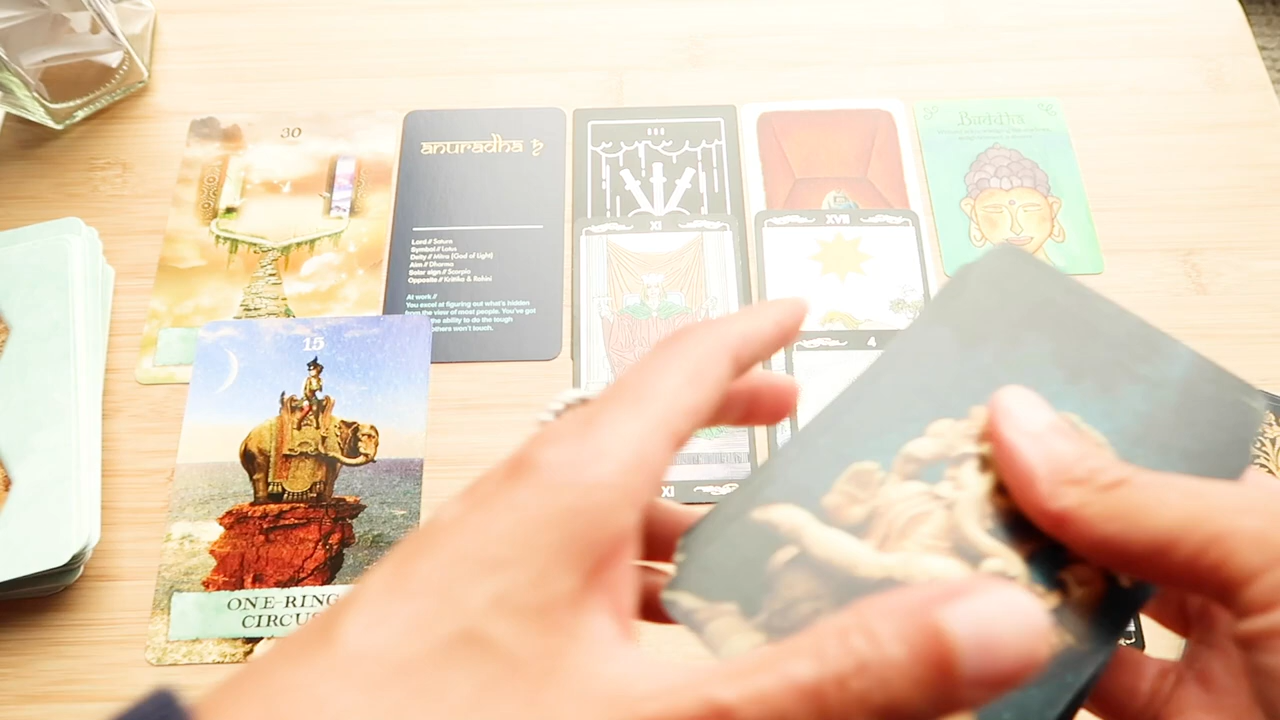 30
anuradha
Lord // Saturn
Symbol // Lotus
Deity // Mitra (God of Light)
Aim // Dharma
Solar sign // Scorpio
Opposite // Krittika & Rohini
At work //
You excel at figuring out what's hidden
from the view of most people. You've got
the ability to do the tough
others won't touch.
III
XI
XI
XVII
4
Buddha
15
ONE-RING
CIRCUS